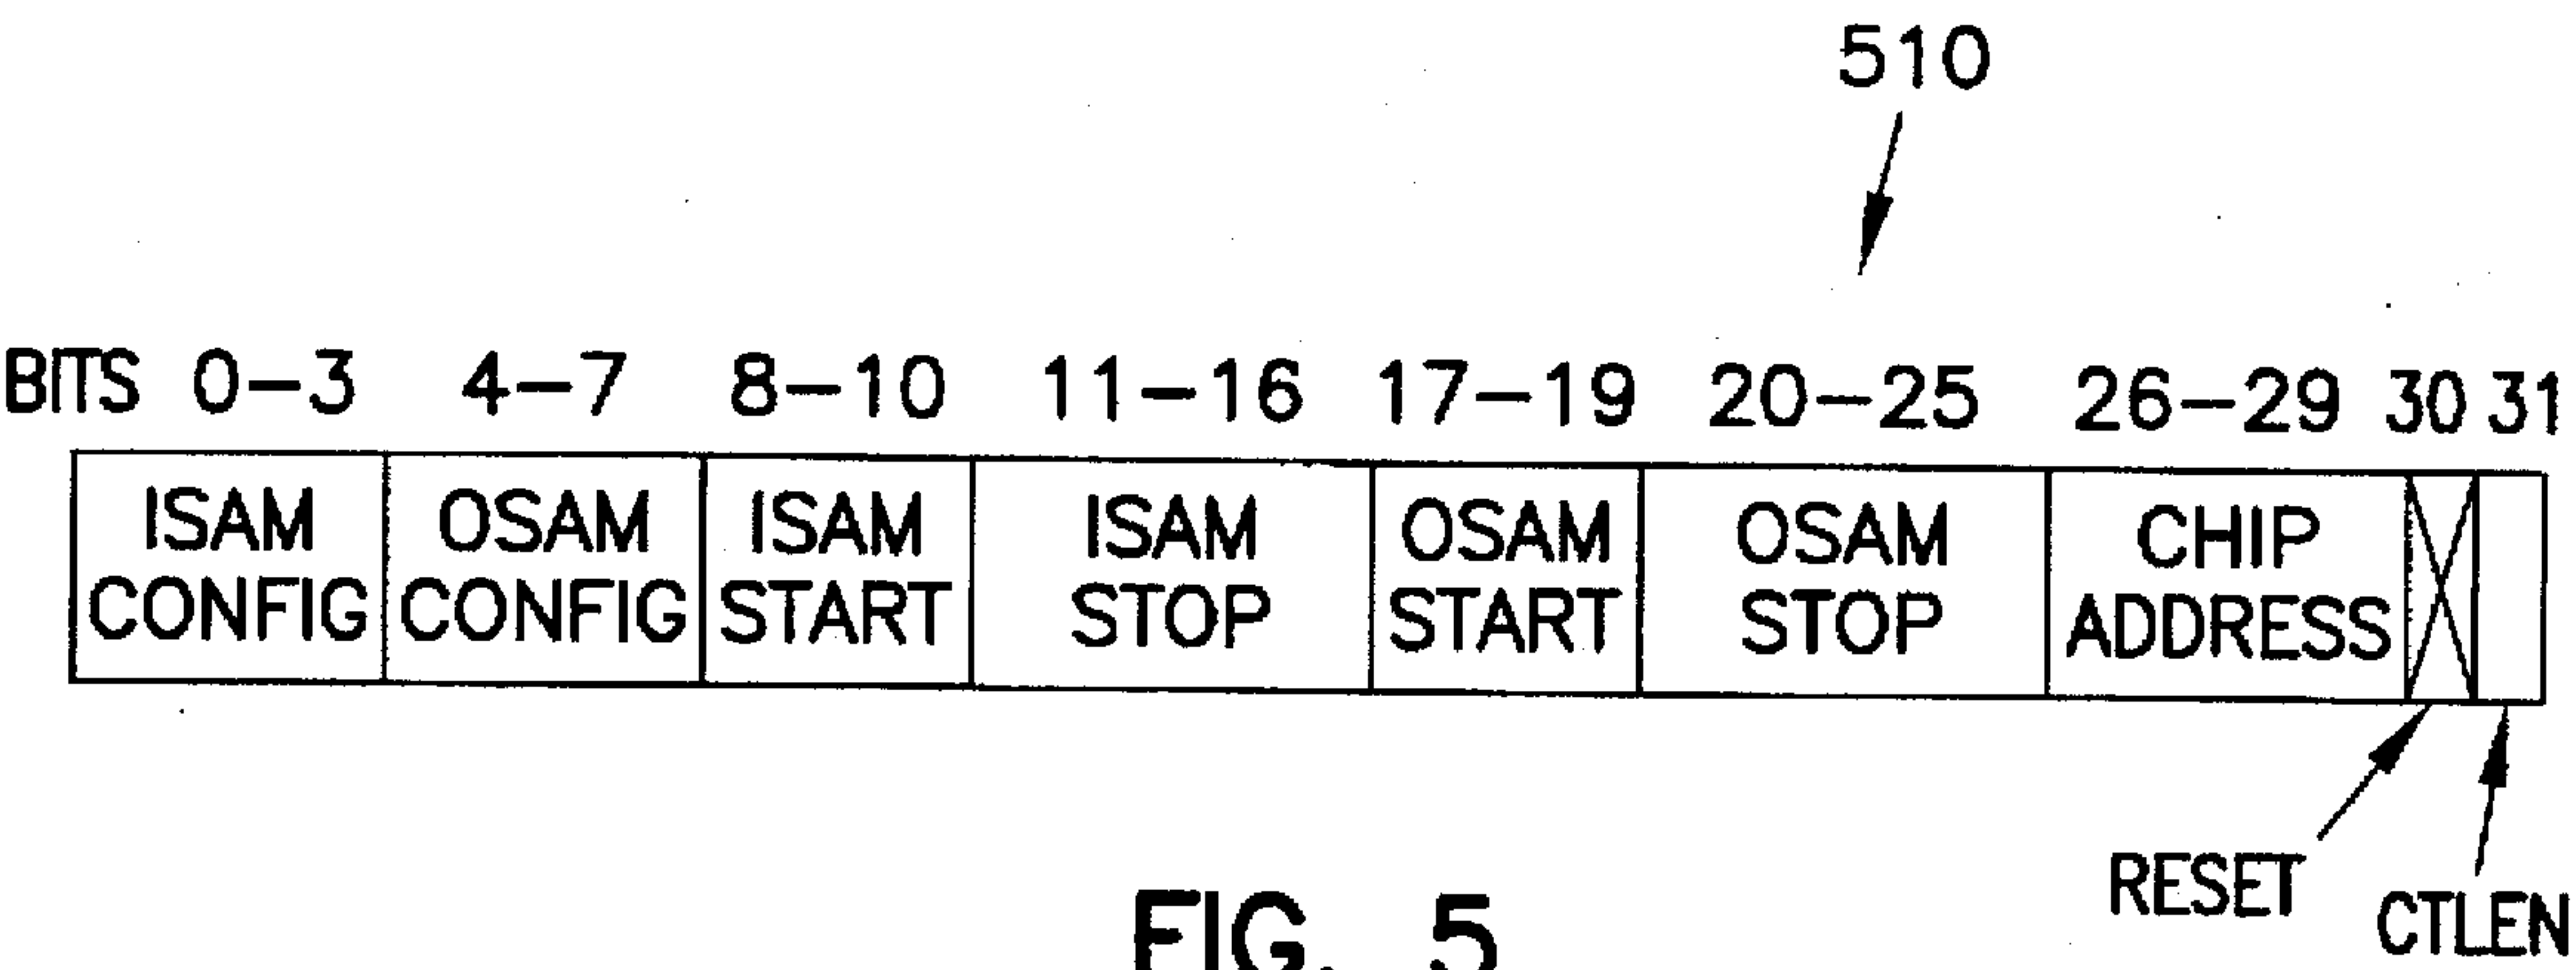 510
BITS 0-3 4-7 8-10 11-16 17-19 20-25 26-29 30 31
ISAM CONFIG
OSAM CONFIG
ISAM START
ISAM STOP
OSAM START
OSAM STOP
CHIP ADDRESS
RESET
CTLEN
FIG. 5